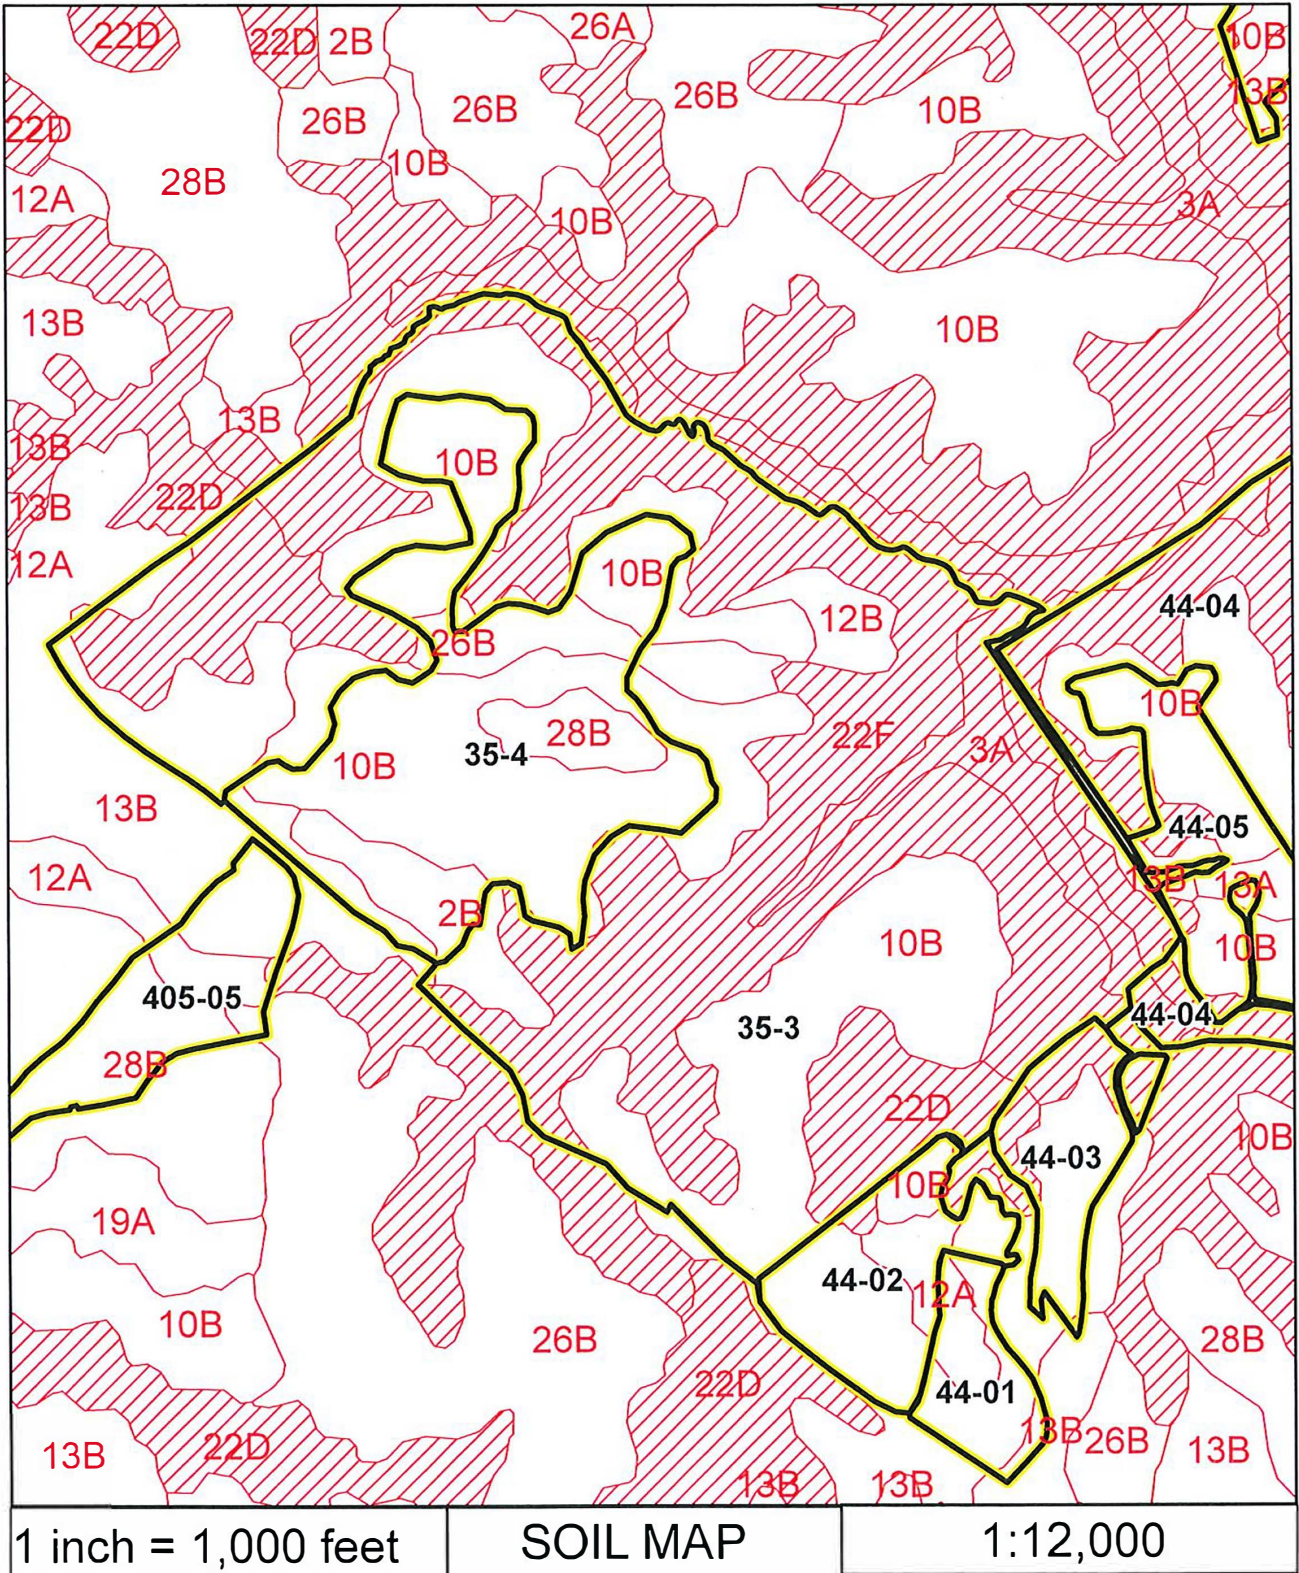 22D
22D
2B
26A
10B
26B
26B
26B
10B
13B
22D
10B
28B
12A
10B
3A
13B
10B
13B
13B
10B
22D
13B
12A
10B
12B
44-04
26B
10B
28B
22F
3A
35-4
10B
13B
44-05
12A
13B
13A
2B
10B
10B
405-05
44-04
35-3
28B
22D
10B
44-03
10B
19A
44-02
12A
10B
26B
28B
22D
44-01
13B
26B
13B
22D
13B
13B
13B
1 inch = 1,000 feet
SOIL MAP
1:12,000